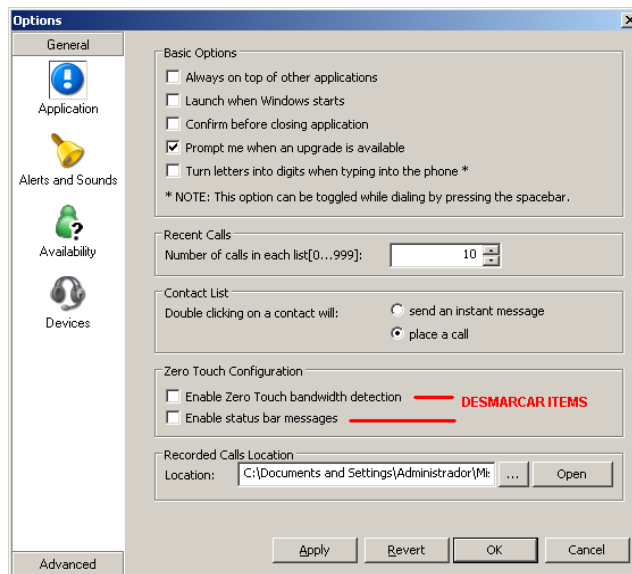 Options
General
Application
Alerts and Sounds
Availability
Devices
Advanced
Basic Options
Always on top of other applications
Launch when Windows starts
Confirm before closing application
Prompt me when an upgrade is available
Turn letters into digits when typing into the phone *
* NOTE: This option can be toggled while dialing by pressing the spacebar.
Recent Calls
Number of calls in each list[0...999]: 10
Contact List
Double clicking on a contact will: send an instant message
place a call
Zero Touch Configuration
Enable Zero Touch bandwidth detection
DESMARCAR ITEMS
Enable status bar messages
Recorded Calls Location
Location: C:\Documents and Settings\Administrador\Mi: ... Open
Apply Revert OK Cancel